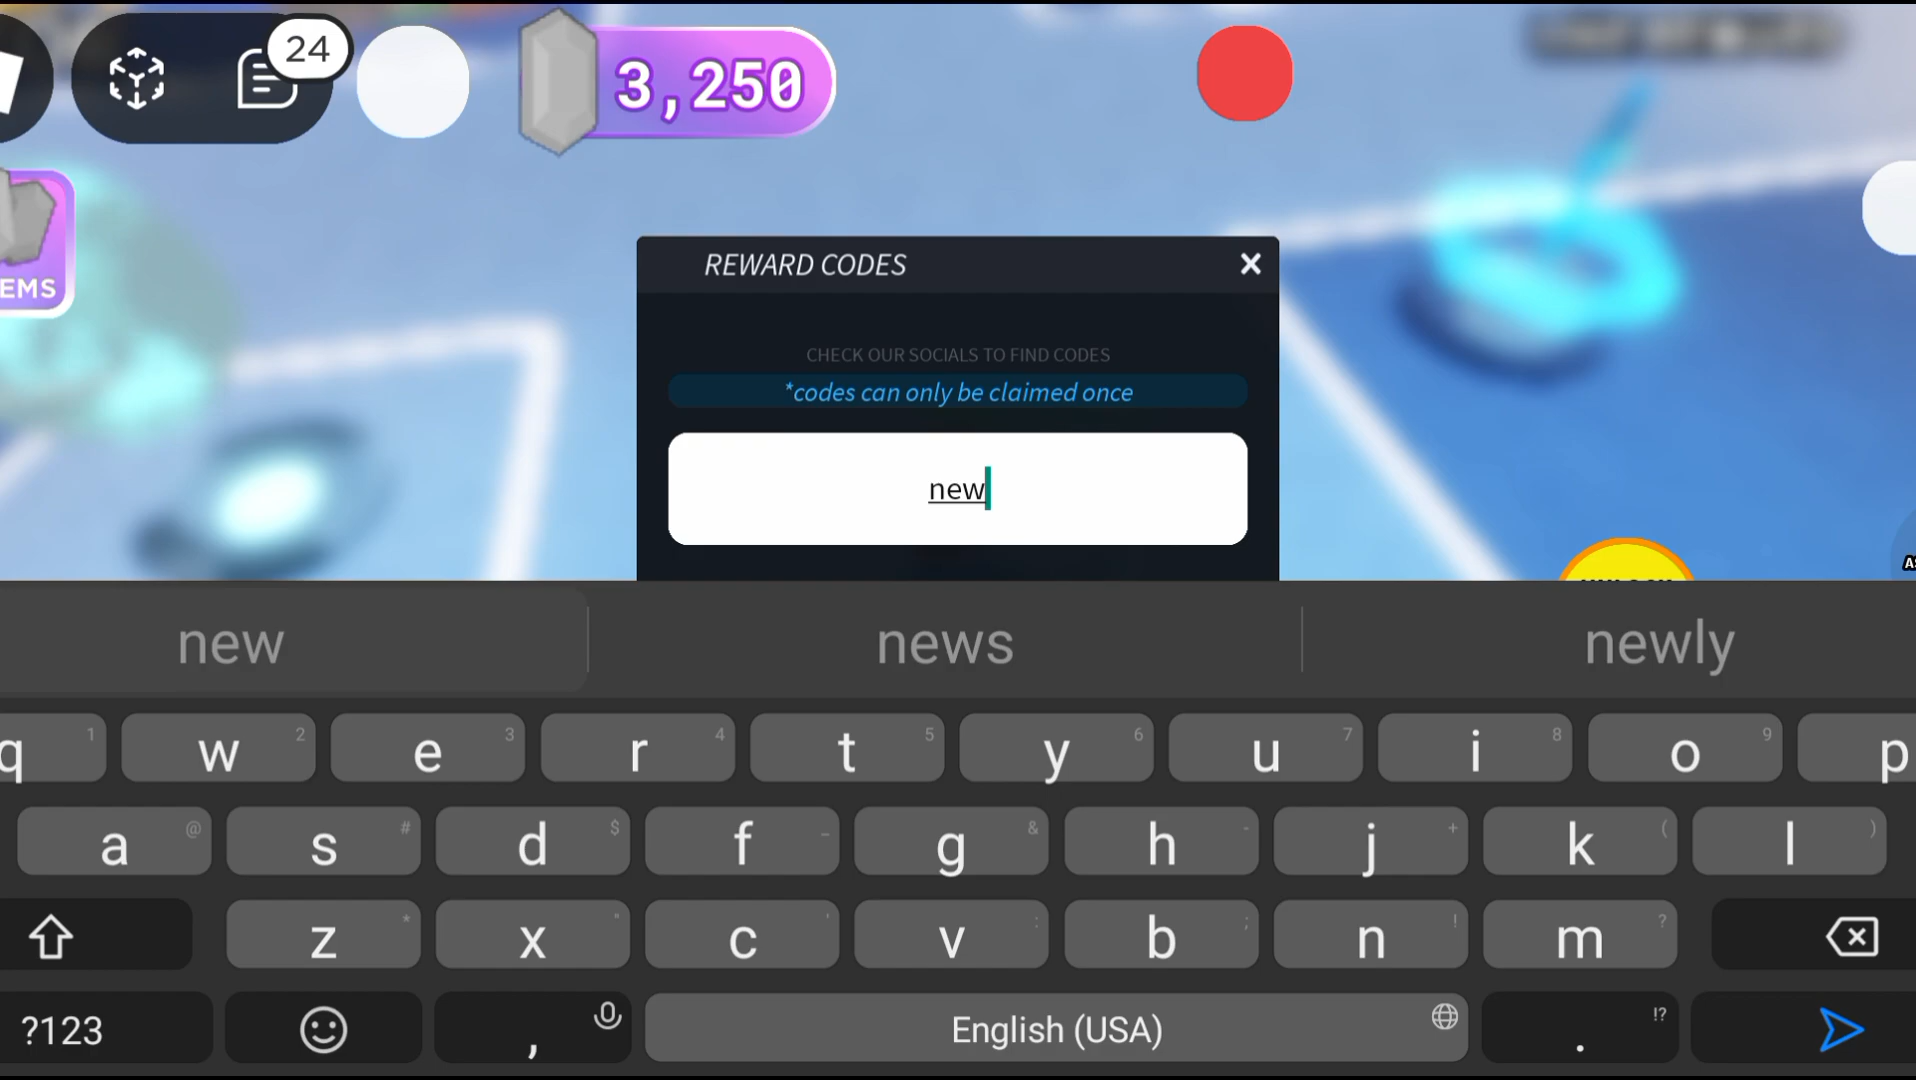 24
3,250
EMS
REWARD CODES ×
CHECK OUR SOCIALS TO FIND CODES
*codes can only be claimed once
new
new news newly
q 1 w 2 e 3 r 4 t 5 y 6 u 7 i 8 o 9 p
a @ s # d $ f _ g & h - j + k ( l )
z * x " c ' v : b ; n ! m ?
?123 , English (USA) . !?